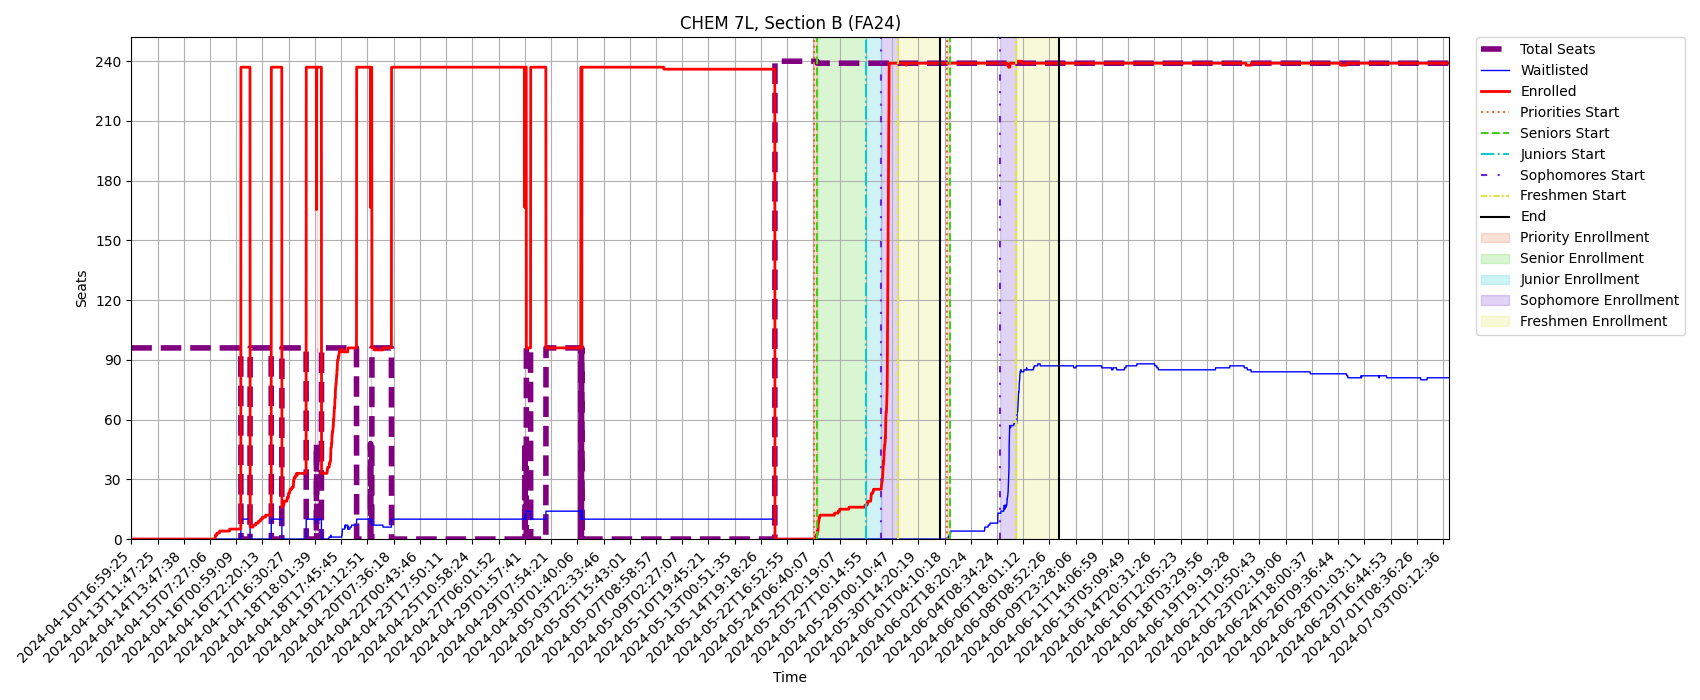 CHEM 7L, Section B (FA24)
Total Seats
Waitlisted
Enrolled
Priorities Start
Seniors Start
Juniors Start
Sophomores Start
Freshmen Start
End
Priority Enrollment
Senior Enrollment
Junior Enrollment
Sophomore Enrollment
Freshmen Enrollment
Seats
240
210
180
150
120
90
60
30
0
2024-04-10T16:59:25
2024-04-13T11:47:25
2024-04-14T13:47:38
2024-04-15T07:27:06
2024-04-16T00:59:09
2024-04-16T22:20:13
2024-04-17T16:30:27
2024-04-18T18:01:39
2024-04-18T17:45:45
2024-04-19T21:12:51
2024-04-20T07:36:18
2024-04-22T00:43:46
2024-04-23T17:50:11
2024-04-25T10:58:24
2024-04-27T06:01:52
2024-04-29T01:57:41
2024-04-29T07:54:21
2024-04-30T01:40:06
2024-05-03T22:33:46
2024-05-05T15:43:01
2024-05-07T08:58:57
2024-05-09T02:27:07
2024-05-10T19:45:21
2024-05-13T00:51:35
2024-05-14T19:18:26
2024-05-22T16:52:55
2024-05-24T06:40:07
2024-05-25T20:19:07
2024-05-27T10:14:55
2024-05-29T00:10:47
2024-05-30T14:20:19
2024-06-01T04:10:18
2024-06-02T18:20:24
2024-06-04T08:34:24
2024-06-06T18:01:12
2024-06-08T08:52:26
2024-06-09T23:28:06
2024-06-11T14:06:59
2024-06-13T05:09:49
2024-06-14T20:31:26
2024-06-16T12:05:23
2024-06-18T03:29:56
2024-06-19T19:19:28
2024-06-21T10:50:43
2024-06-23T02:19:06
2024-06-24T18:00:37
2024-06-26T09:36:44
2024-06-28T01:03:11
2024-06-29T16:44:53
2024-07-01T08:36:26
2024-07-03T00:12:36
Time